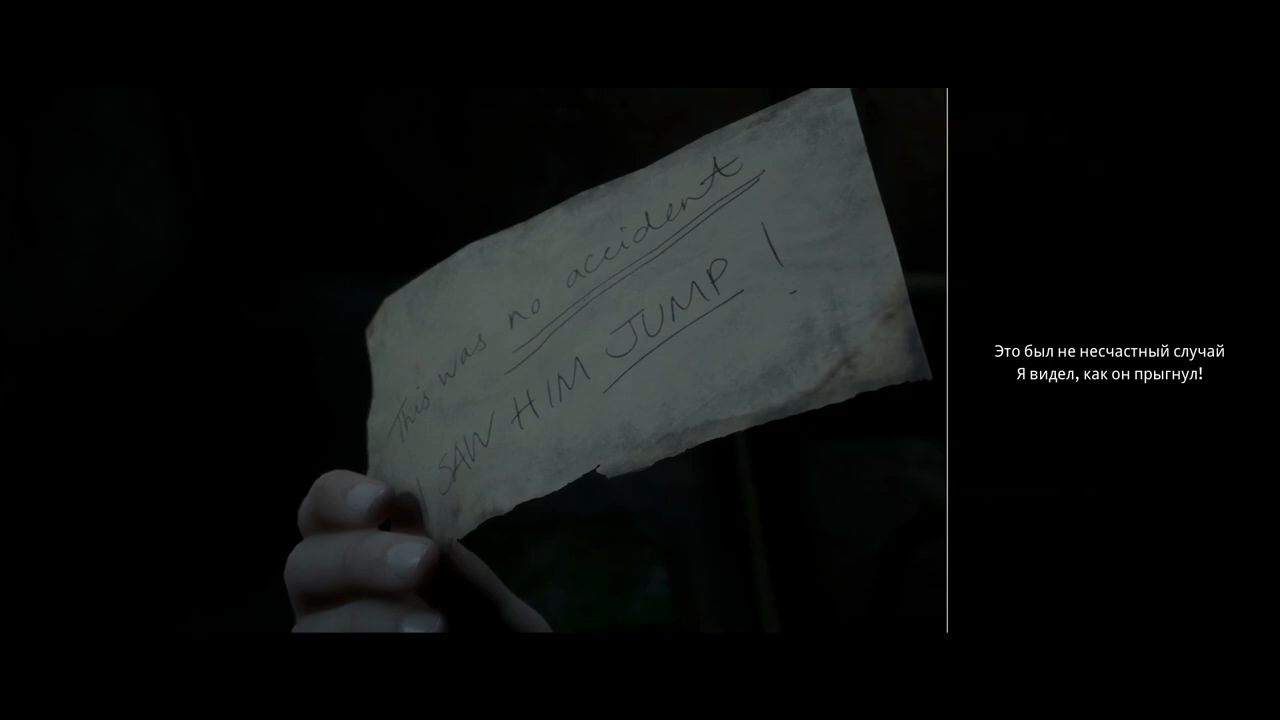 This was no accident
I SAW HIM JUMP !
Это был не несчастный случай
Я видел, как он прыгнул!